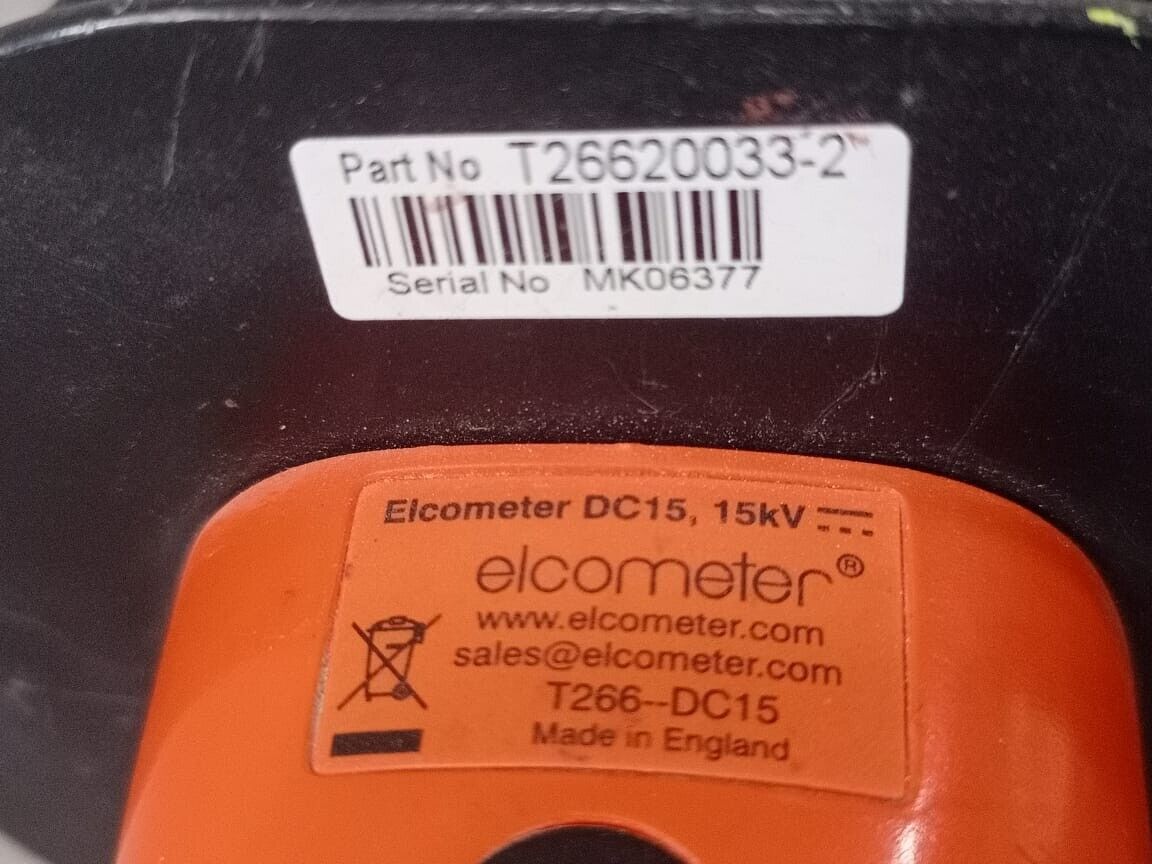 Part No T26620033-2
Serial No MK06377
Elcometer DC15, 15kV
elcometer®
www.elcometer.com
sales@elcometer.com
T266--DC15
Made in England